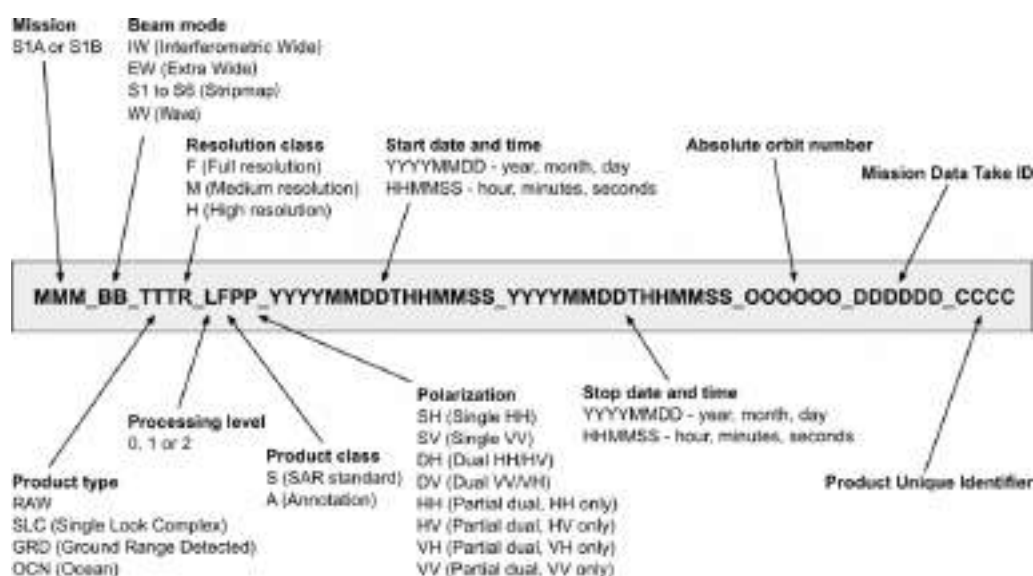 Mission
S1A or S1B
Beam mode
IW (Interferometric Wide)
EW (Extra Wide)
S1 to S6 (Stripmap)
WV (Wave)
Resolution class
F (Full resolution)
M (Medium resolution)
H (High resolution)
Start date and time
YYYYMMDD - year, month, day
HHMMSS - hour, minutes, seconds
Absolute orbit number
Mission Data Take ID
MMM_BB_TTTR_LFPP_YYYYMMDDTHHMMSS_YYYYMMDDTHHMMSS_OOOOOO_DDDDDD_CCCC
Product type
RAW
SLC (Single Look Complex)
GRD (Ground Range Detected)
OCN (Ocean)
Processing level
0, 1 or 2
Product class
S (SAR standard)
A (Annotation)
Polarization
SH (Single HH)
SV (Single VV)
DH (Dual HH/HV)
DV (Dual VV/VH)
HH (Partial dual, HH only)
HV (Partial dual, HV only)
VH (Partial dual, VH only)
VV (Partial dual, VV only)
Stop date and time
YYYYMMDD - year, month, day
HHMMSS - hour, minutes, seconds
Product Unique Identifier